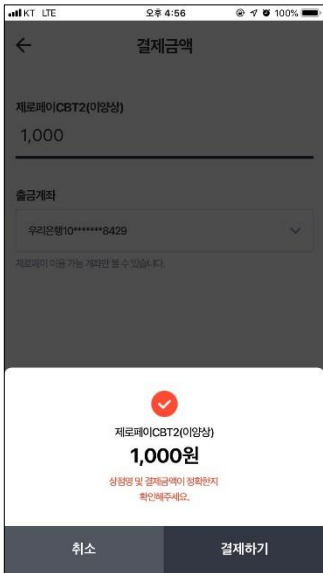 KT LTE 오후 4:56 100%
결제금액
제로페이CBT2(이양상)
1,000
출금계좌
우리은행10*******8429
제로페이 이용 가능 계좌만 볼 수 있습니다.
제로페이CBT2(이양상)
1,000원
상점명 및 결제금액이 정확한지
확인해주세요.
취소 결제하기